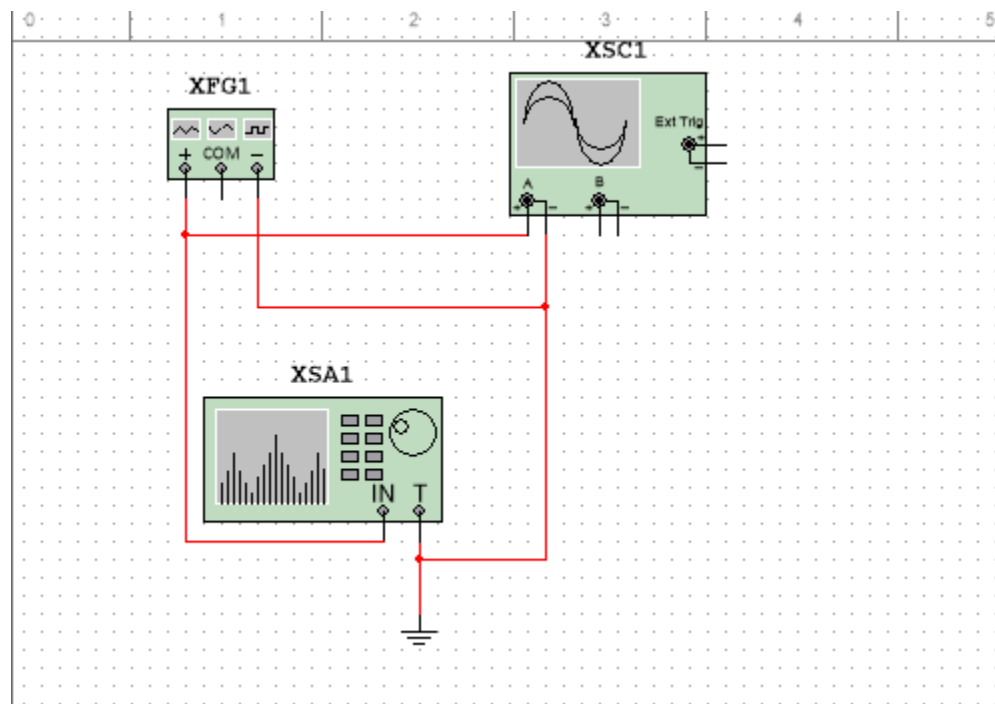 0 1 2 3 4 5
XSC1
XFG1
Ext Trig
+
+ COM −
−
A B
+ − + −
XSA1
IN T